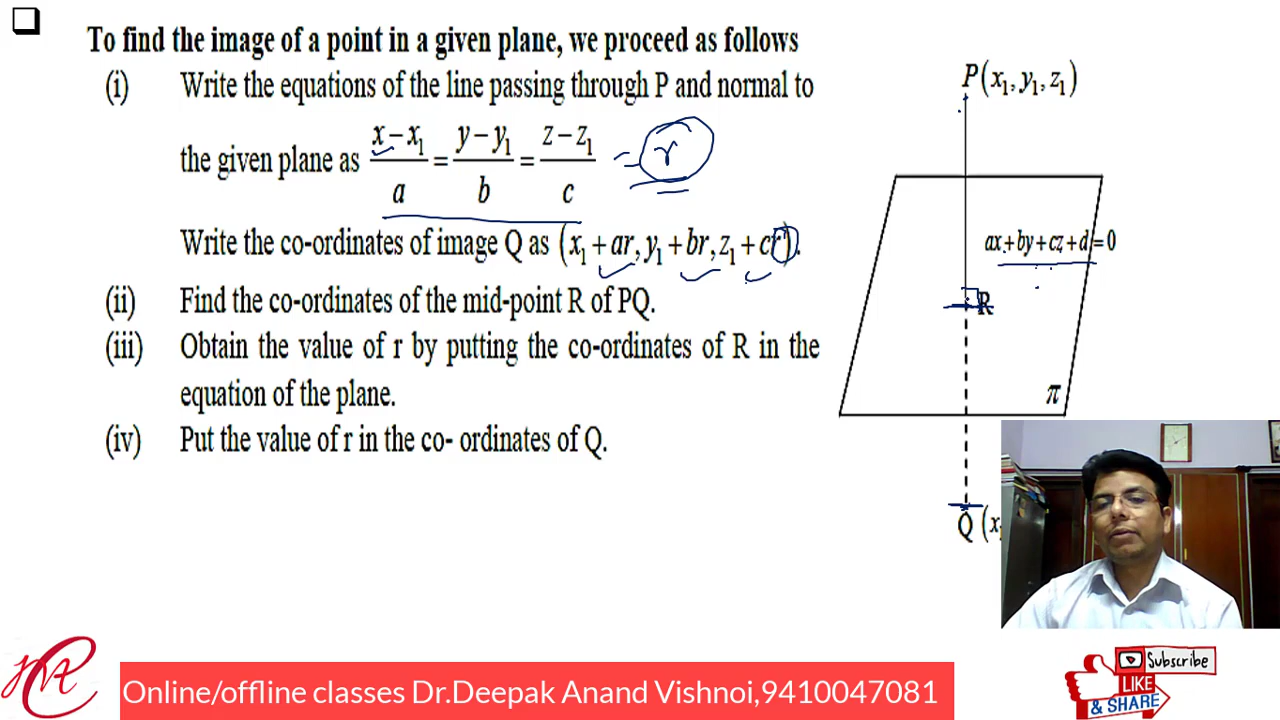 To find the image of a point in a given plane, we proceed as follows
(i) Write the equations of the line passing through P and normal to
the given plane as (x − x₁)/a = (y − y₁)/b = (z − z₁)/c = r
Write the co-ordinates of image Q as (x₁ + ar, y₁ + br, z₁ + cr).
(ii) Find the co-ordinates of the mid-point R of PQ.
(iii) Obtain the value of r by putting the co-ordinates of R in the
equation of the plane.
(iv) Put the value of r in the co- ordinates of Q.
P(x₁, y₁, z₁)
ax+by+cz+d=0
R
π
Q (x
Online/offline classes Dr.Deepak Anand Vishnoi,9410047081
Subscribe
LIKE
& SHARE